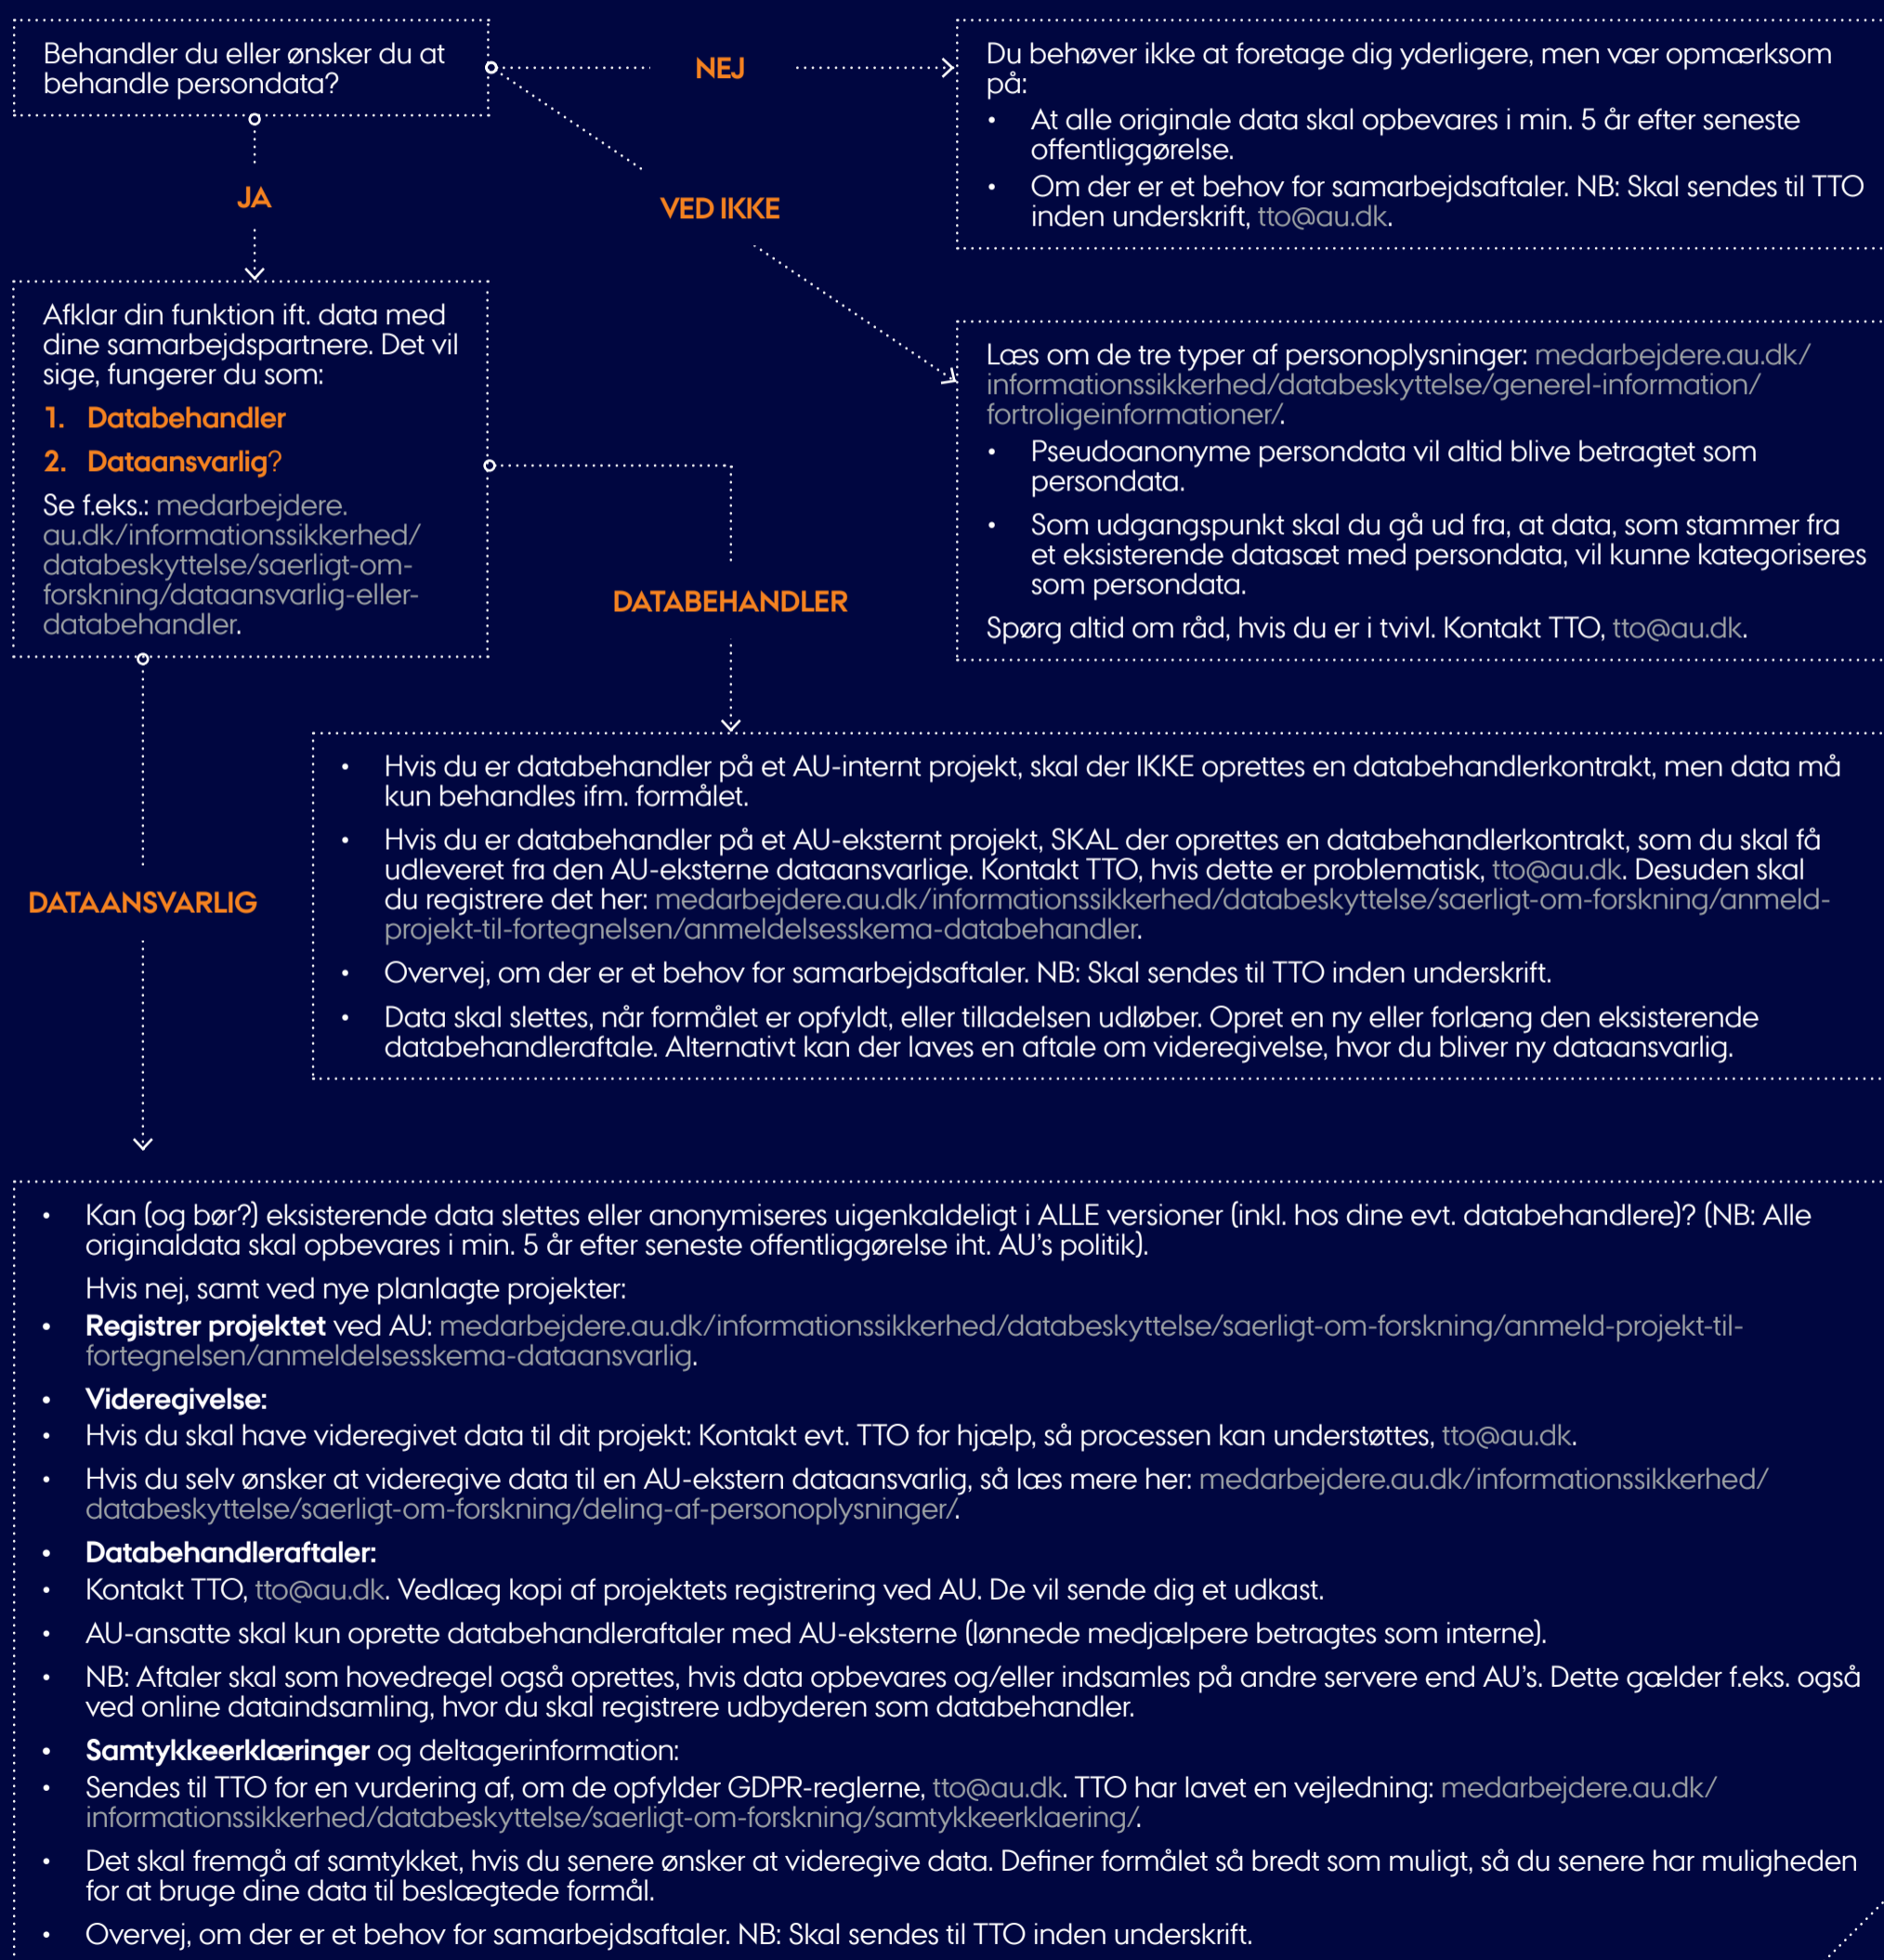 Behandler du eller ønsker du at
behandle persondata?
NEJ
Du behøver ikke at foretage dig yderligere, men vær opmærksom
på:
• At alle originale data skal opbevares i min. 5 år efter seneste
offentliggørelse.
• Om der er et behov for samarbejdsaftaler. NB: Skal sendes til TTO
inden underskrift, tto@au.dk.
JA
VED IKKE
Afklar din funktion ift. data med
dine samarbejdspartnere. Det vil
sige, fungerer du som:
1. Databehandler
2. Dataansvarlig?
Se f.eks.: medarbejdere.
au.dk/informationssikkerhed/
databeskyttelse/saerligt-om-
forskning/dataansvarlig-eller-
databehandler.
Læs om de tre typer af personoplysninger: medarbejdere.au.dk/
informationssikkerhed/databeskyttelse/generel-information/
fortroligeinformationer/.
• Pseudoanonyme persondata vil altid blive betragtet som
persondata.
• Som udgangspunkt skal du gå ud fra, at data, som stammer fra
et eksisterende datasæt med persondata, vil kunne kategoriseres
som persondata.
Spørg altid om råd, hvis du er i tvivl. Kontakt TTO, tto@au.dk.
DATABEHANDLER
• Hvis du er databehandler på et AU-internt projekt, skal der IKKE oprettes en databehandlerkontrakt, men data må
kun behandles ifm. formålet.
• Hvis du er databehandler på et AU-eksternt projekt, SKAL der oprettes en databehandlerkontrakt, som du skal få
udleveret fra den AU-eksterne dataansvarlige. Kontakt TTO, hvis dette er problematisk, tto@au.dk. Desuden skal
du registrere det her: medarbejdere.au.dk/informationssikkerhed/databeskyttelse/saerligt-om-forskning/anmeld-
projekt-til-fortegnelsen/anmeldelsesskema-databehandler.
• Overvej, om der er et behov for samarbejdsaftaler. NB: Skal sendes til TTO inden underskrift.
• Data skal slettes, når formålet er opfyldt, eller tilladelsen udløber. Opret en ny eller forlæng den eksisterende
databehandleraftale. Alternativt kan der laves en aftale om videregivelse, hvor du bliver ny dataansvarlig.
DATAANSVARLIG
• Kan (og bør?) eksisterende data slettes eller anonymiseres uigenkaldeligt i ALLE versioner (inkl. hos dine evt. databehandlere)? (NB: Alle
originaldata skal opbevares i min. 5 år efter seneste offentliggørelse iht. AU's politik).
Hvis nej, samt ved nye planlagte projekter:
• Registrer projektet ved AU: medarbejdere.au.dk/informationssikkerhed/databeskyttelse/saerligt-om-forskning/anmeld-projekt-til-
fortegnelsen/anmeldelsesskema-dataansvarlig.
• Videregivelse:
• Hvis du skal have videregivet data til dit projekt: Kontakt evt. TTO for hjælp, så processen kan understøttes, tto@au.dk.
• Hvis du selv ønsker at videregive data til en AU-ekstern dataansvarlig, så læs mere her: medarbejdere.au.dk/informationssikkerhed/
databeskyttelse/saerligt-om-forskning/deling-af-personoplysninger/.
• Databehandleraftaler:
• Kontakt TTO, tto@au.dk. Vedlæg kopi af projektets registrering ved AU. De vil sende dig et udkast.
• AU-ansatte skal kun oprette databehandleraftaler med AU-eksterne (lønnede medjælpere betragtes som interne).
• NB: Aftaler skal som hovedregel også oprettes, hvis data opbevares og/eller indsamles på andre servere end AU's. Dette gælder f.eks. også
ved online dataindsamling, hvor du skal registrere udbyderen som databehandler.
• Samtykkeerklæringer og deltagerinformation:
• Sendes til TTO for en vurdering af, om de opfylder GDPR-reglerne, tto@au.dk. TTO har lavet en vejledning: medarbejdere.au.dk/
informationssikkerhed/databeskyttelse/saerligt-om-forskning/samtykkeerklaering/.
• Det skal fremgå af samtykket, hvis du senere ønsker at videregive data. Definer formålet så bredt som muligt, så du senere har muligheden
for at bruge dine data til beslægtede formål.
• Overvej, om der er et behov for samarbejdsaftaler. NB: Skal sendes til TTO inden underskrift.